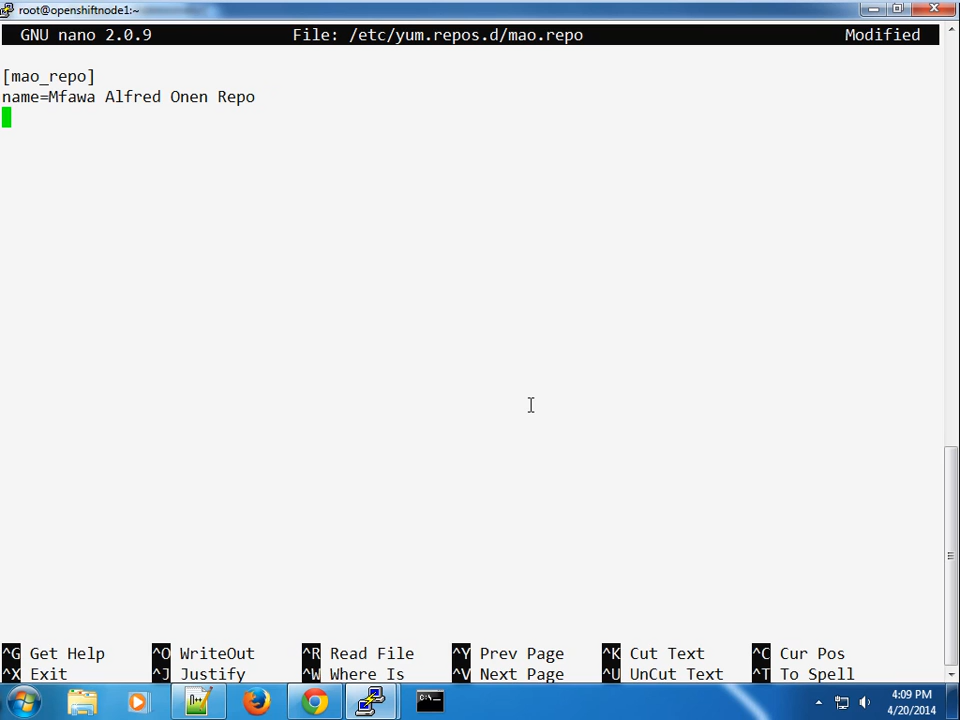 root@openshiftnode1:~
GNU nano 2.0.9 File: /etc/yum.repos.d/mao.repo Modified
[mao_repo]
name=Mfawa Alfred Onen Repo
^G Get Help ^O WriteOut ^R Read File ^Y Prev Page ^K Cut Text ^C Cur Pos
^X Exit ^J Justify ^W Where Is ^V Next Page ^U UnCut Text ^T To Spell
4:09 PM
4/20/2014